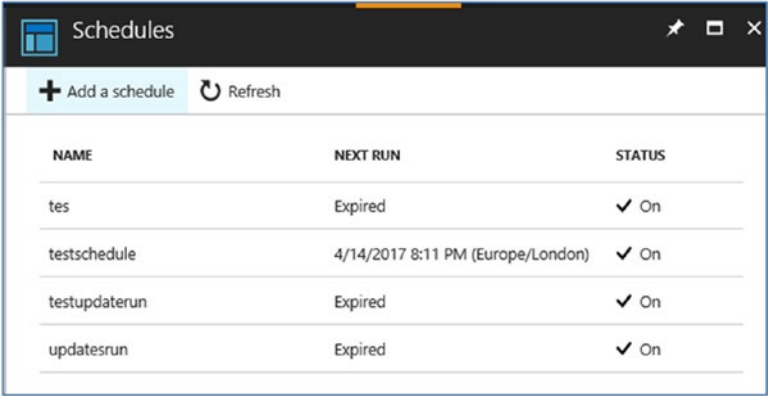 Schedules
Add a schedule Refresh
NAME NEXT RUN STATUS
tes Expired On
testschedule 4/14/2017 8:11 PM (Europe/London) On
testupdaterun Expired On
updatesrun Expired On